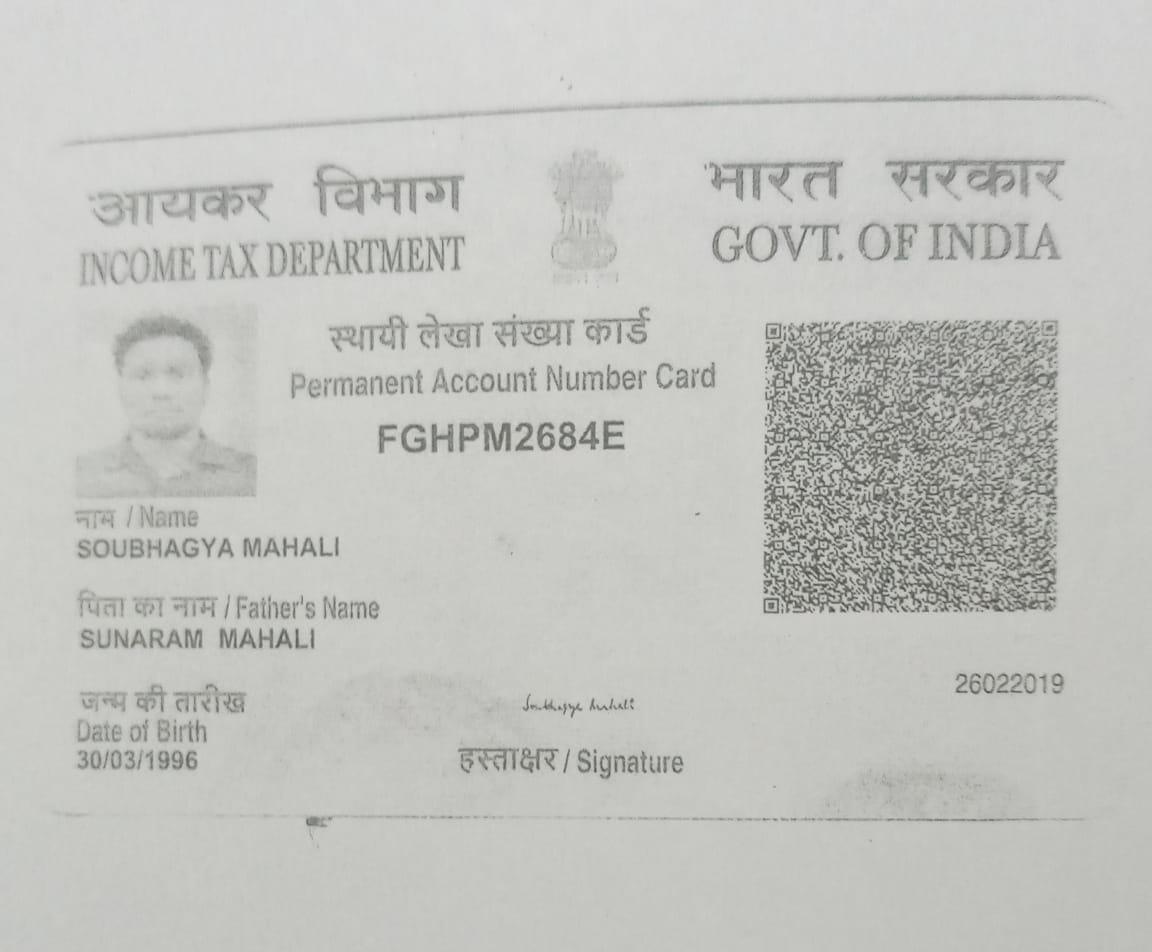 आयकर विभाग
INCOME TAX DEPARTMENT
भारत सरकार
GOVT. OF INDIA
स्थायी लेखा संख्या कार्ड
Permanent Account Number Card
FGHPM2684E
नाम / Name
SOUBHAGYA MAHALI
पिता का नाम / Father's Name
SUNARAM MAHALI
जन्म की तारीख
Date of Birth
30/03/1996
Soubhagya Mahali
हस्ताक्षर / Signature
26022019